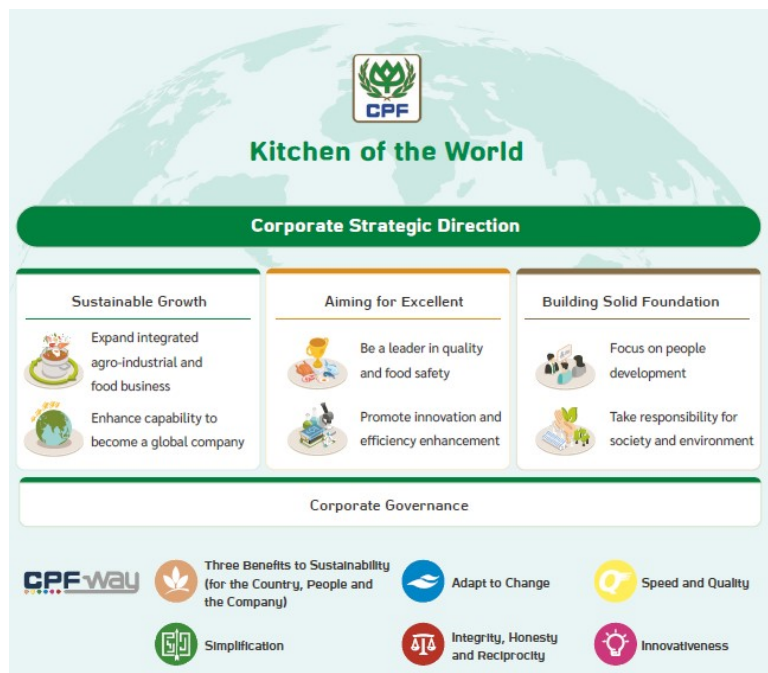 CPF
Kitchen of the World
Corporate Strategic Direction
Sustainable Growth
Expand integrated
agro-industrial and
food business
Enhance capability to
become a global company
Aiming for Excellent
Be a leader in quality
and food safety
Promote innovation and
efficiency enhancement
Building Solid Foundation
Focus on people
development
Take responsibility for
society and environment
Corporate Governance
CPF way
Three Benefits to Sustainability
(for the Country, People and
the Company)
Adapt to Change
Speed and Quality
Simplification
Integrity, Honesty
and Reciprocity
Innovativeness